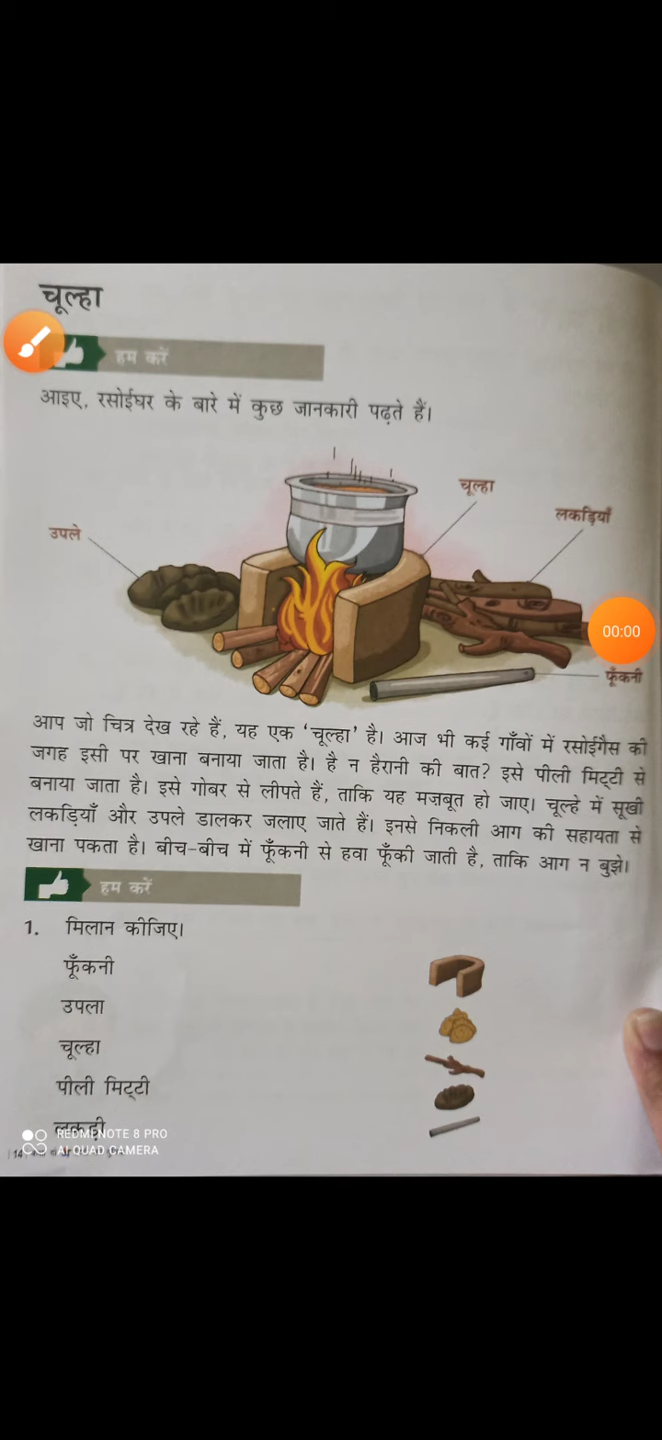 चूल्हा
हम करें
आइए, रसोईघर के बारे में कुछ जानकारी पढ़ते हैं।
चूल्हा
लकड़ियाँ
उपले
00:00
फूँकनी
आप जो चित्र देख रहे हैं, यह एक ‘चूल्हा’ है। आज भी कई गाँवों में रसोईगैस की
जगह इसी पर खाना बनाया जाता है। है न हैरानी की बात? इसे पीली मिट्टी से
बनाया जाता है। इसे गोबर से लीपते हैं, ताकि यह मज़बूत हो जाए। चूल्हे में सूखी
लकड़ियाँ और उपले डालकर जलाए जाते हैं। इनसे निकली आग की सहायता से
खाना पकता है। बीच-बीच में फूँकनी से हवा फूँकी जाती है, ताकि आग न बुझे।
हम करें
1. मिलान कीजिए।
फूँकनी
उपला
चूल्हा
पीली मिट्टी
लकड़ी
REDMI NOTE 8 PRO
AI QUAD CAMERA
14